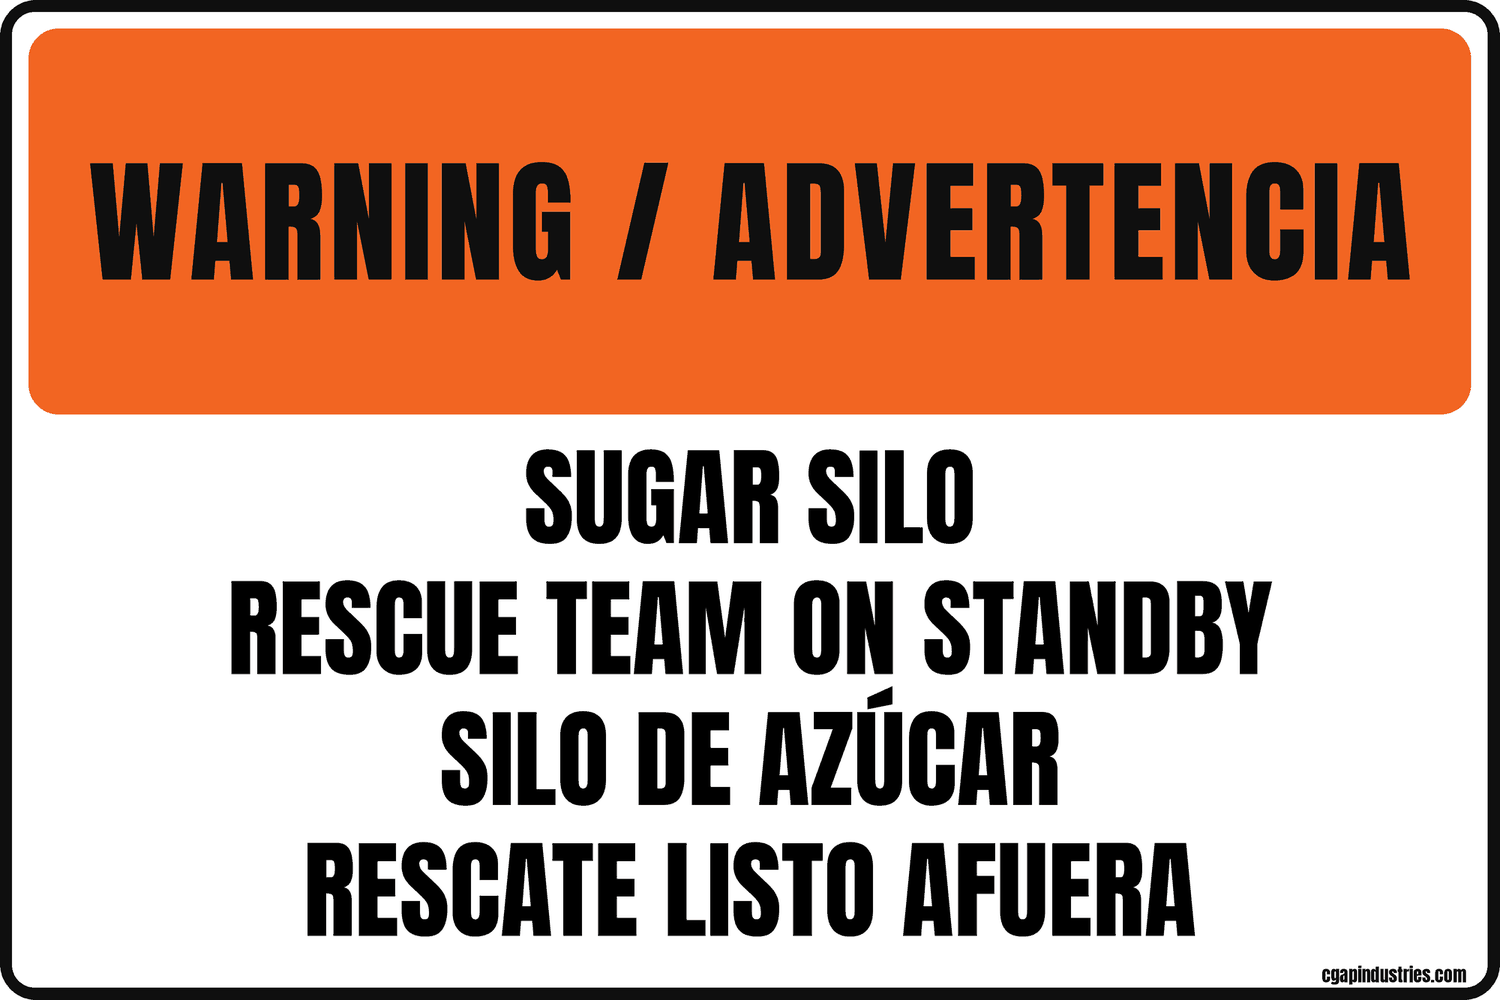 WARNING / ADVERTENCIA
SUGAR SILO
RESCUE TEAM ON STANDBY
SILO DE AZÚCAR
RESCATE LISTO AFUERA
cgapindustries.com